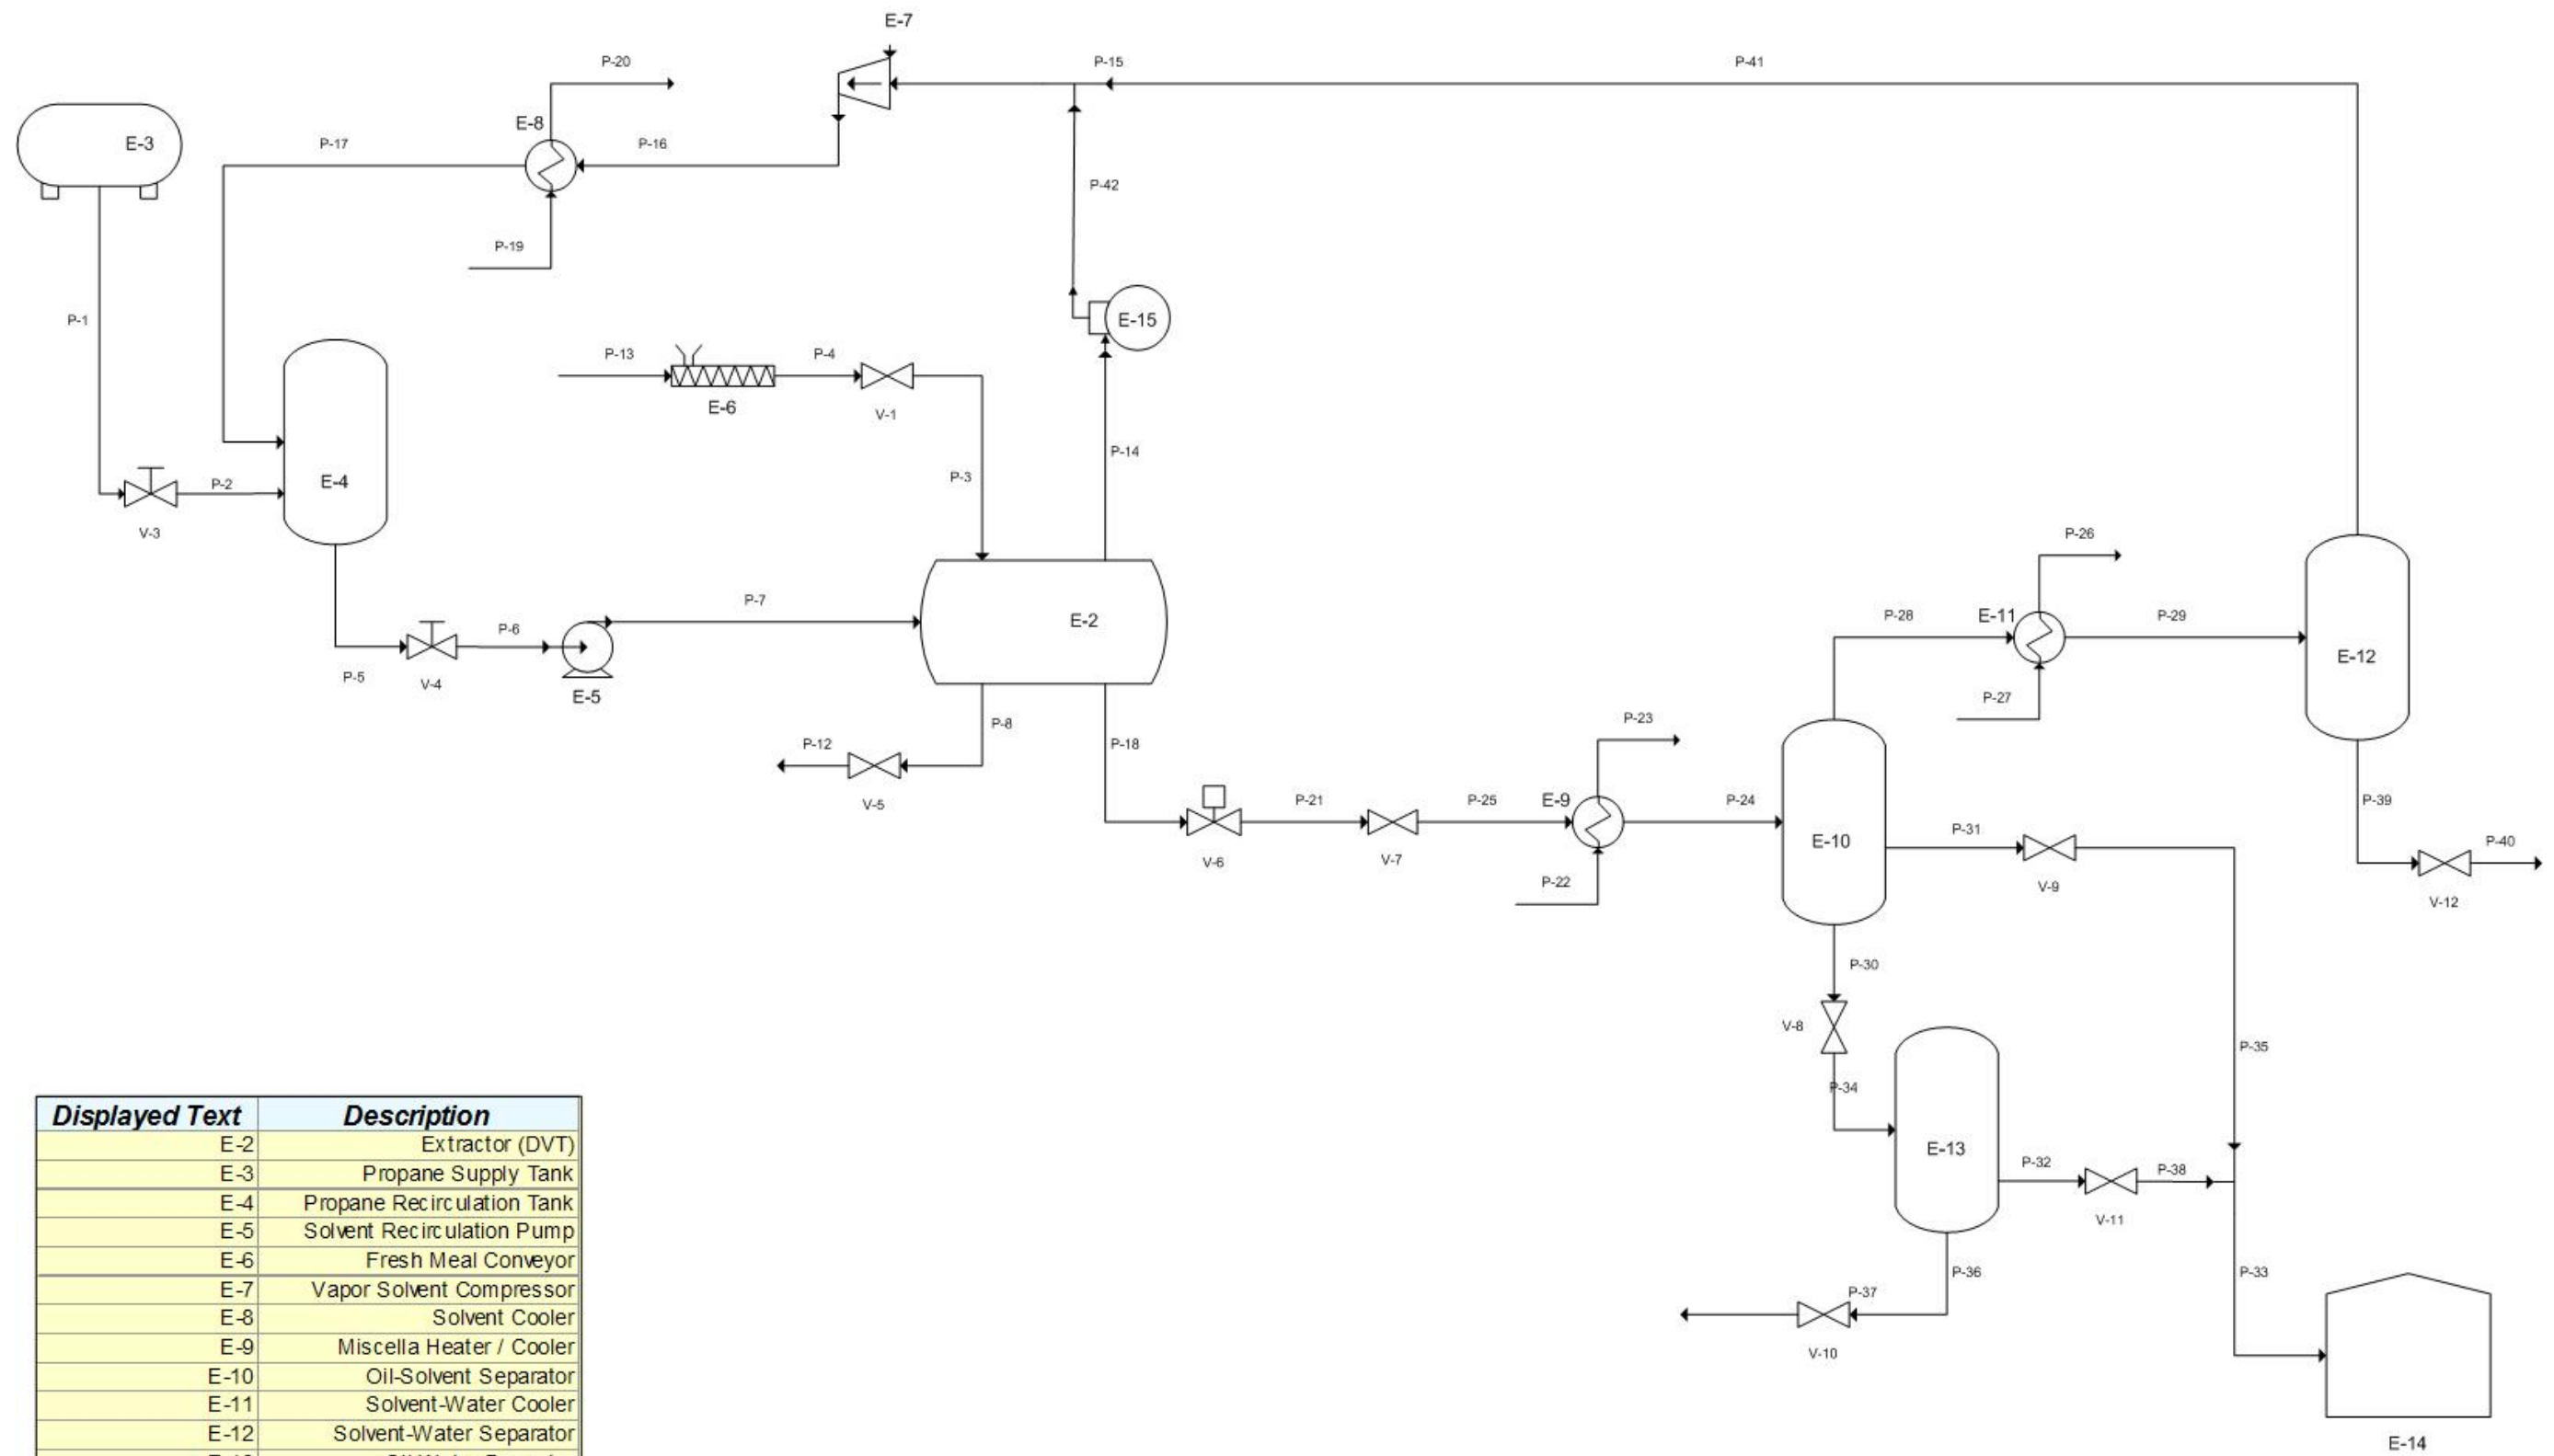 E-7
P-20
P-15
P-41
E-8
E-3
P-17
P-16
P-42
P-19
P-1
E-15
P-13
P-4
E-6
V-1
P-14
P-3
E-4
P-2
V-3
P-26
P-7
E-2
P-28
E-11
P-29
P-6
E-12
P-5
V-4
E-5
P-27
P-8
P-18
P-23
P-12
V-5
P-21
P-25
E-9
P-24
P-39
P-31
E-10
P-40
V-6
V-7
P-22
V-9
V-12
P-30
V-8
P-35
P-34
E-13
P-32
P-38
V-11
P-36
P-33
P-37
V-10
E-14
Displayed Text Description
E-2 Extractor (DVT)
E-3 Propane Supply Tank
E-4 Propane Recirculation Tank
E-5 Solvent Recirculation Pump
E-6 Fresh Meal Conveyor
E-7 Vapor Solvent Compressor
E-8 Solvent Cooler
E-9 Miscella Heater / Cooler
E-10 Oil-Solvent Separator
E-11 Solvent-Water Cooler
E-12 Solvent-Water Separator